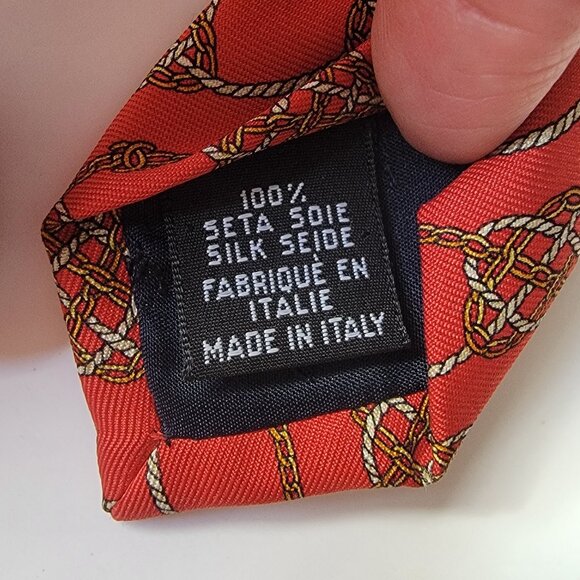 100%
SETA SOIE
SILK SEIDE
FABRIQUÉ EN
ITALIE
MADE IN ITALY